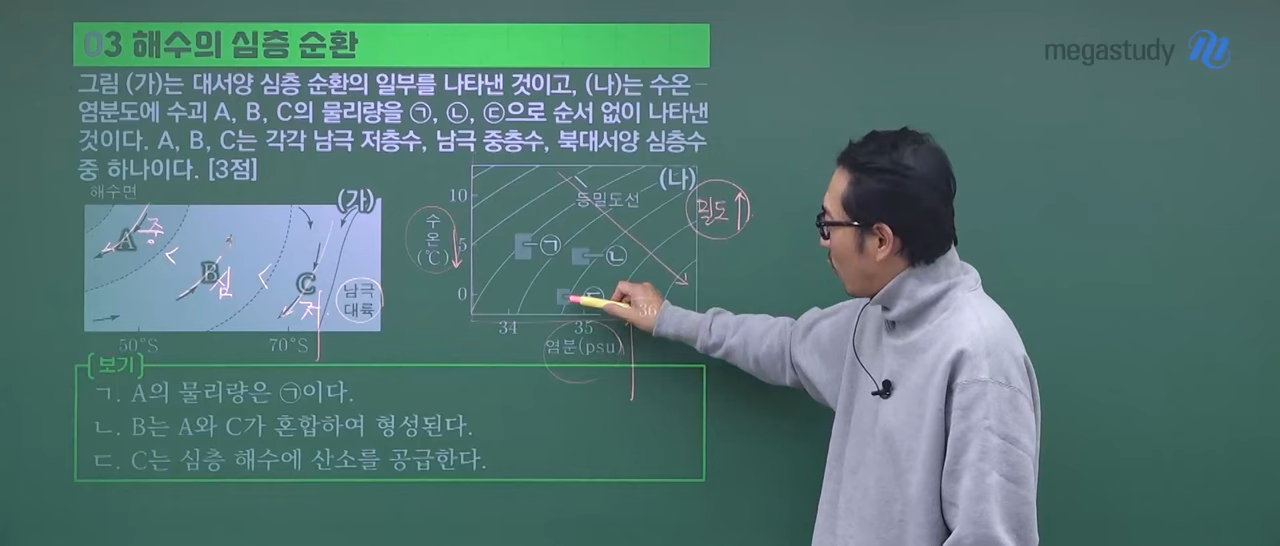 03 해수의 심층 순환
megastudy
그림 (가)는 대서양 심층 순환의 일부를 나타낸 것이고, (나)는 수온-
염분도에 수괴 A, B, C의 물리량을 ㉠, ㉡, ㉢으로 순서 없이 나타낸
것이다. A, B, C는 각각 남극 저층수, 남극 중층수, 북대서양 심층수
중 하나이다. [3점]
해수면
(가)
A 중 < B 심 < C 저
남극
대륙
50°S 70°S
(나)
등밀도선
밀도↑
수온(℃)
10
5
0
㉠
㉡
㉢
34 35 36
염분(psu)
[보기]
ㄱ. A의 물리량은 ㉠이다.
ㄴ. B는 A와 C가 혼합하여 형성된다.
ㄷ. C는 심층 해수에 산소를 공급한다.